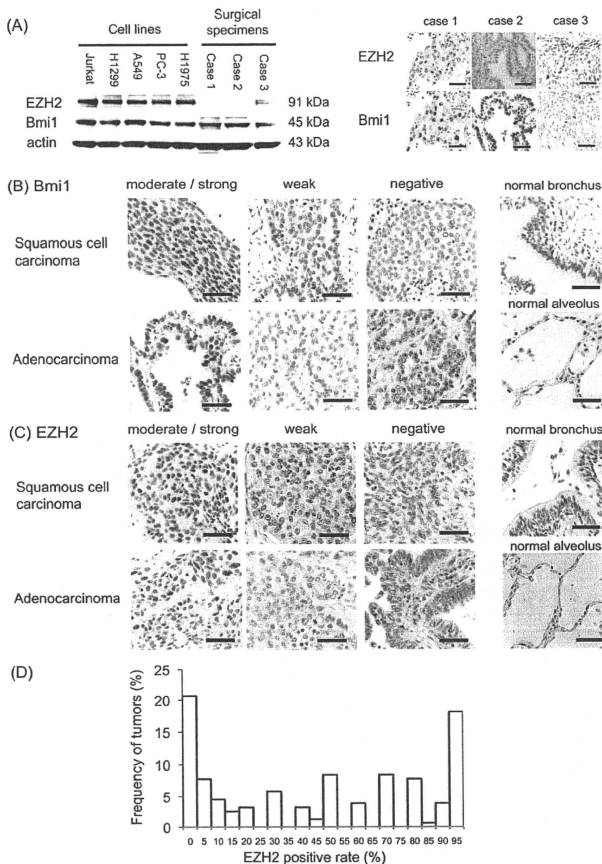 (A)
Cell lines
Surgical specimens
Jurkat
H1299
A549
PC-3
H1975
Case 1
Case 2
Case 3
EZH2
91 kDa
Bmi1
45 kDa
actin
43 kDa
case 1
case 2
case 3
EZH2
Bmi1
(B) Bmi1
moderate / strong
weak
negative
normal bronchus
Squamous cell
carcinoma
normal alveolus
Adenocarcinoma
(C) EZH2
moderate / strong
weak
negative
normal bronchus
Squamous cell
carcinoma
normal alveolus
Adenocarcinoma
(D)
Frequency of tumors (%)
25
20
15
10
5
0
0 5 10 15 20 25 30 35 40 45 50 55 60 65 70 75 80 85 90 95
EZH2 positive rate (%)